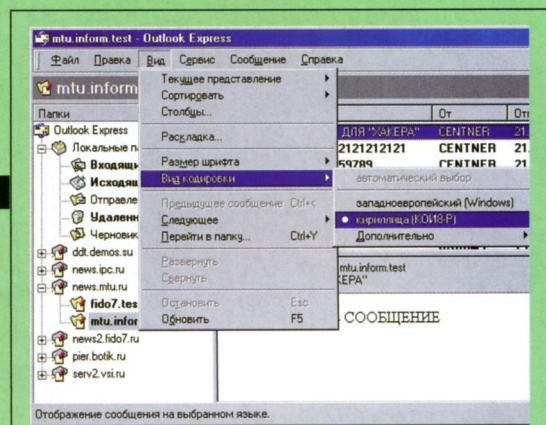 mtu.inform.test - Outlook Express
Файл Правка Вид Сервис Сообщение Справка
mtu.inform
Папки
Outlook Express
Локальные п
Входящи
Исходящ
Отправле
Удаленн
Черновик
ddt.demos.su
news.ipc.ru
news.mtu.ru
fido7.tes
mtu.infor
news2.fido7.ru
pier.botik.ru
serv2.vsi.ru
Текущее представление
Сортировать
Столбцы...
Раскладка...
Размер шрифта
Вид кодировки
Предыдущее сообщение Ctrl+<
Следующее
Перейти в папку... Ctrl+Y
Развернуть
Свернуть
Остановить Esc
Обновить F5
От
ДЛЯ "ХАКЕРА" CENTNER 21.
2121212121 CENTNER 21.
59789 CENTNER 21.
автоматический выбор
западноевропейский (Windows)
кириллица (КОИ8-Р)
Дополнительно
mtu.inform.test
КЕРА"
СООБЩЕНИЕ
Отображение сообщения на выбранном языке.